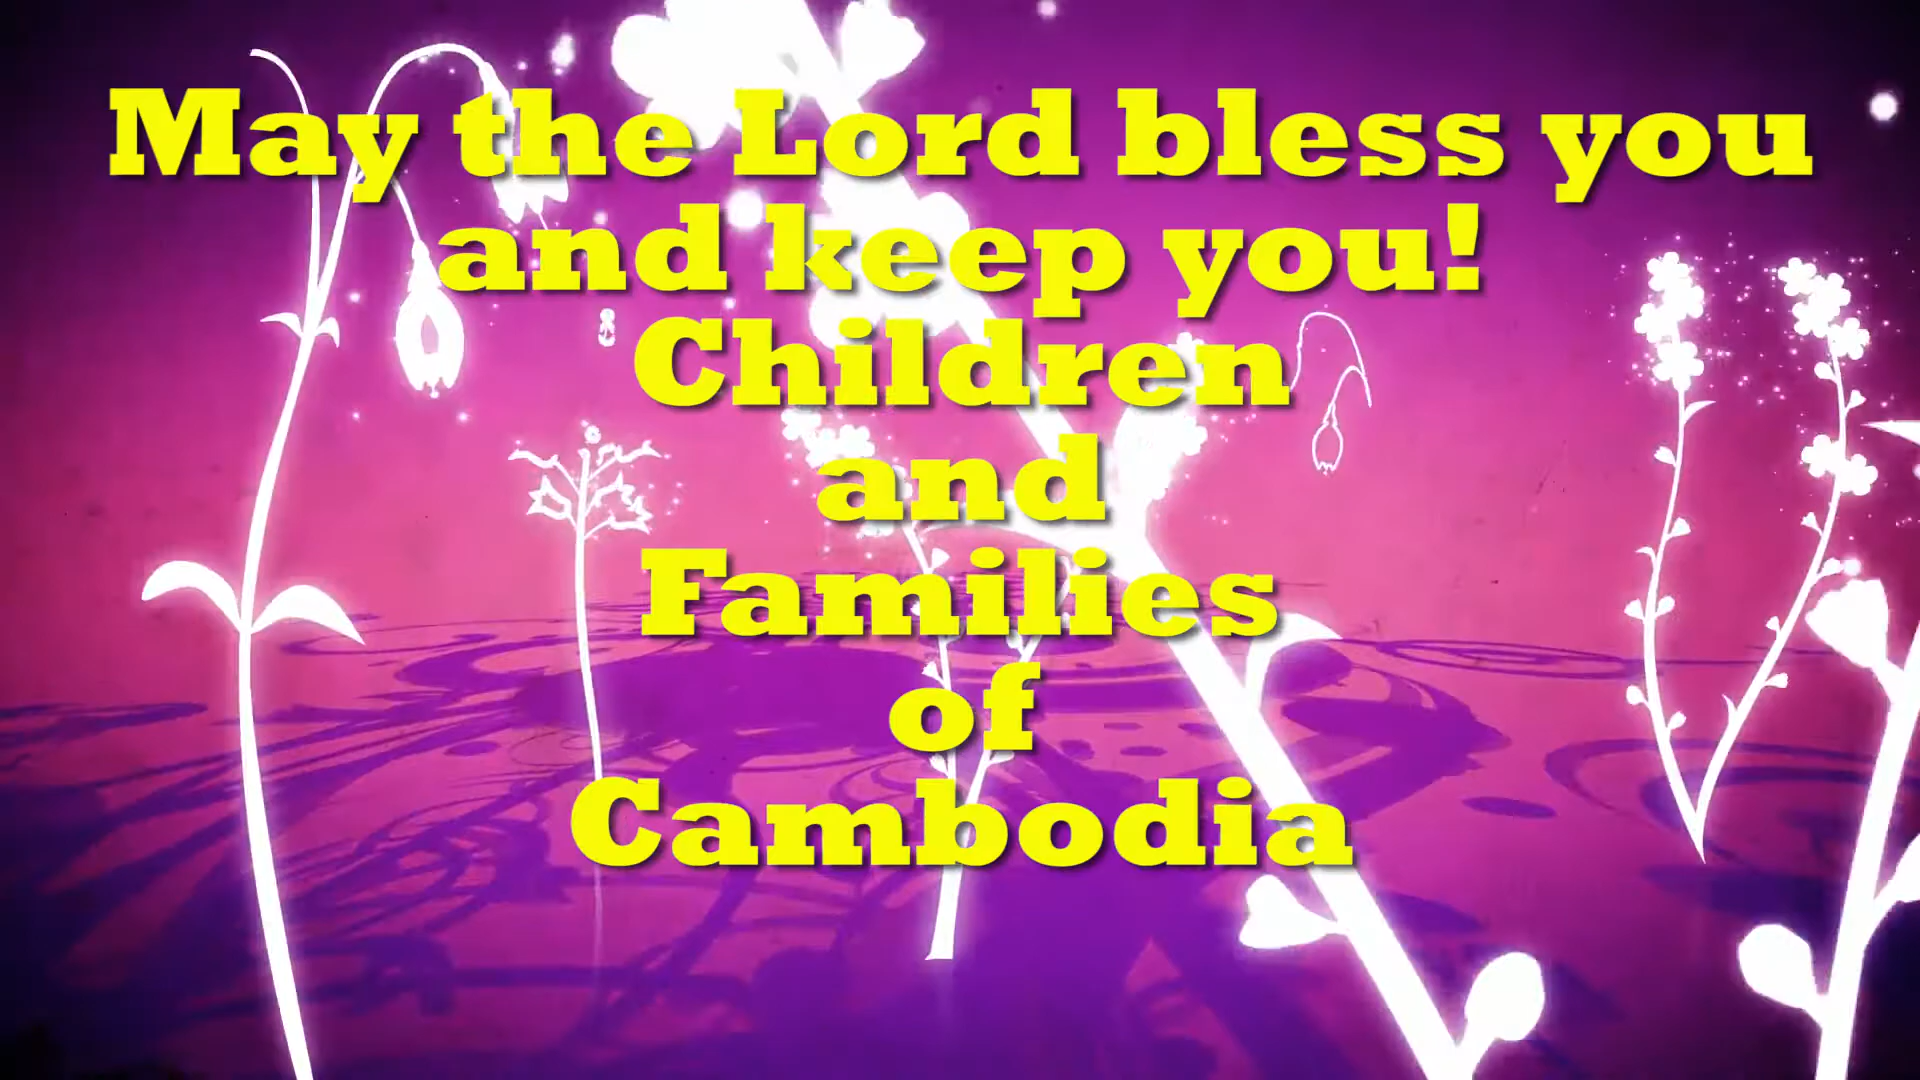 May the Lord bless you
and keep you!
Children
and
Families
of
Cambodia